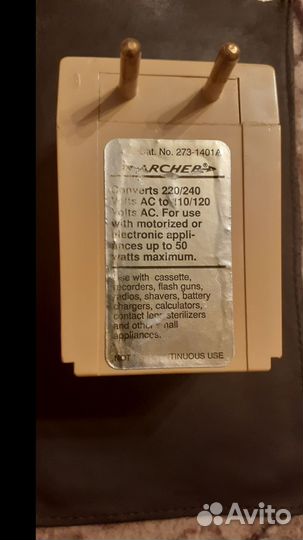 Cat. No. 273-1401A
ARCHER
Converts 220/240
Volts AC to 110/120
Volts AC. For use
with motorized or
electronic appli-
ances up to 50
watts maximum.
Use with cassette,
recorders, flash guns,
radios, shavers, battery
chargers, calculators,
contact lens sterilizers
and other small
appliances.
NOT TINUOUS USE
Avito